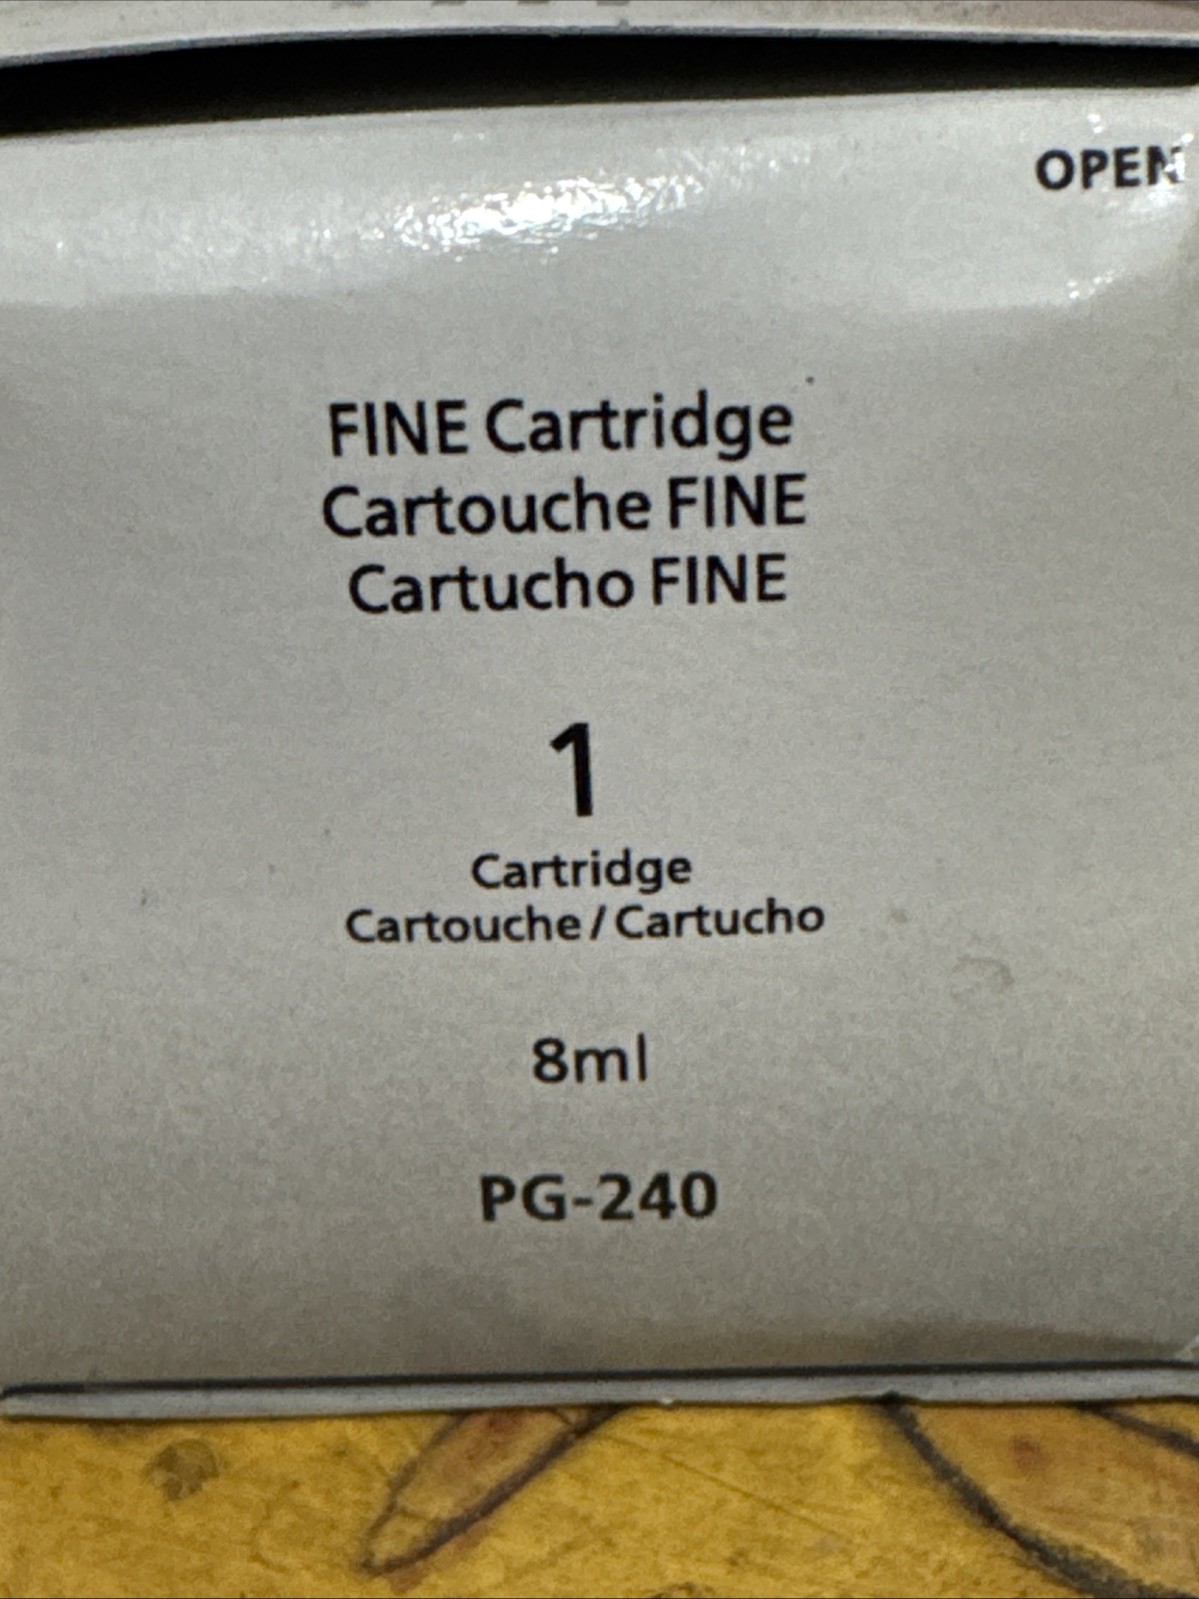 OPEN
FINE Cartridge
Cartouche FINE
Cartucho FINE
1
Cartridge
Cartouche / Cartucho
8ml
PG-240